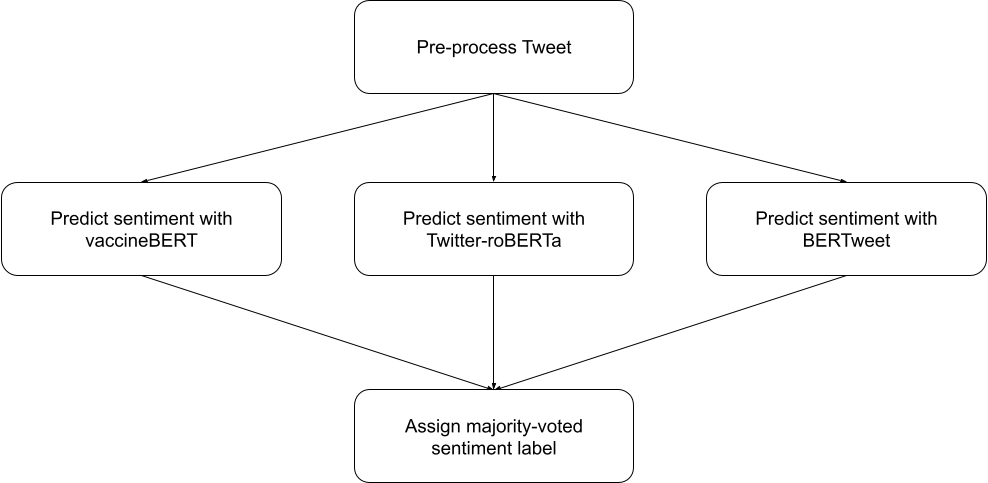 Pre-process Tweet
Predict sentiment with
vaccineBERT
Predict sentiment with
Twitter-roBERTa
Predict sentiment with
BERTweet
Assign majority-voted
sentiment label